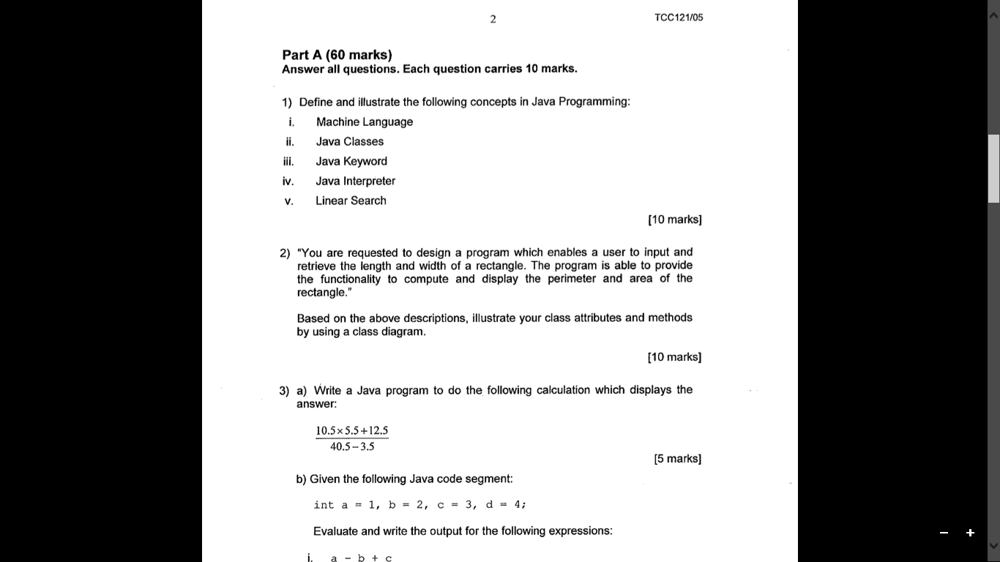 2
TCC121/05
Part A (60 marks)
Answer all questions. Each question carries 10 marks.
1) Define and illustrate the following concepts in Java Programming:
i. Machine Language
ii. Java Classes
iii. Java Keyword
iv. Java Interpreter
v. Linear Search
[10 marks]
2) “You are requested to design a program which enables a user to input and
retrieve the length and width of a rectangle. The program is able to provide
the functionality to compute and display the perimeter and area of the
rectangle.”
Based on the above descriptions, illustrate your class attributes and methods
by using a class diagram.
[10 marks]
3) a) Write a Java program to do the following calculation which displays the
answer:
10.5×5.5+12.5
40.5−3.5
[5 marks]
b) Given the following Java code segment:
int a = 1, b = 2, c = 3, d = 4;
Evaluate and write the output for the following expressions:
i. a - b + c